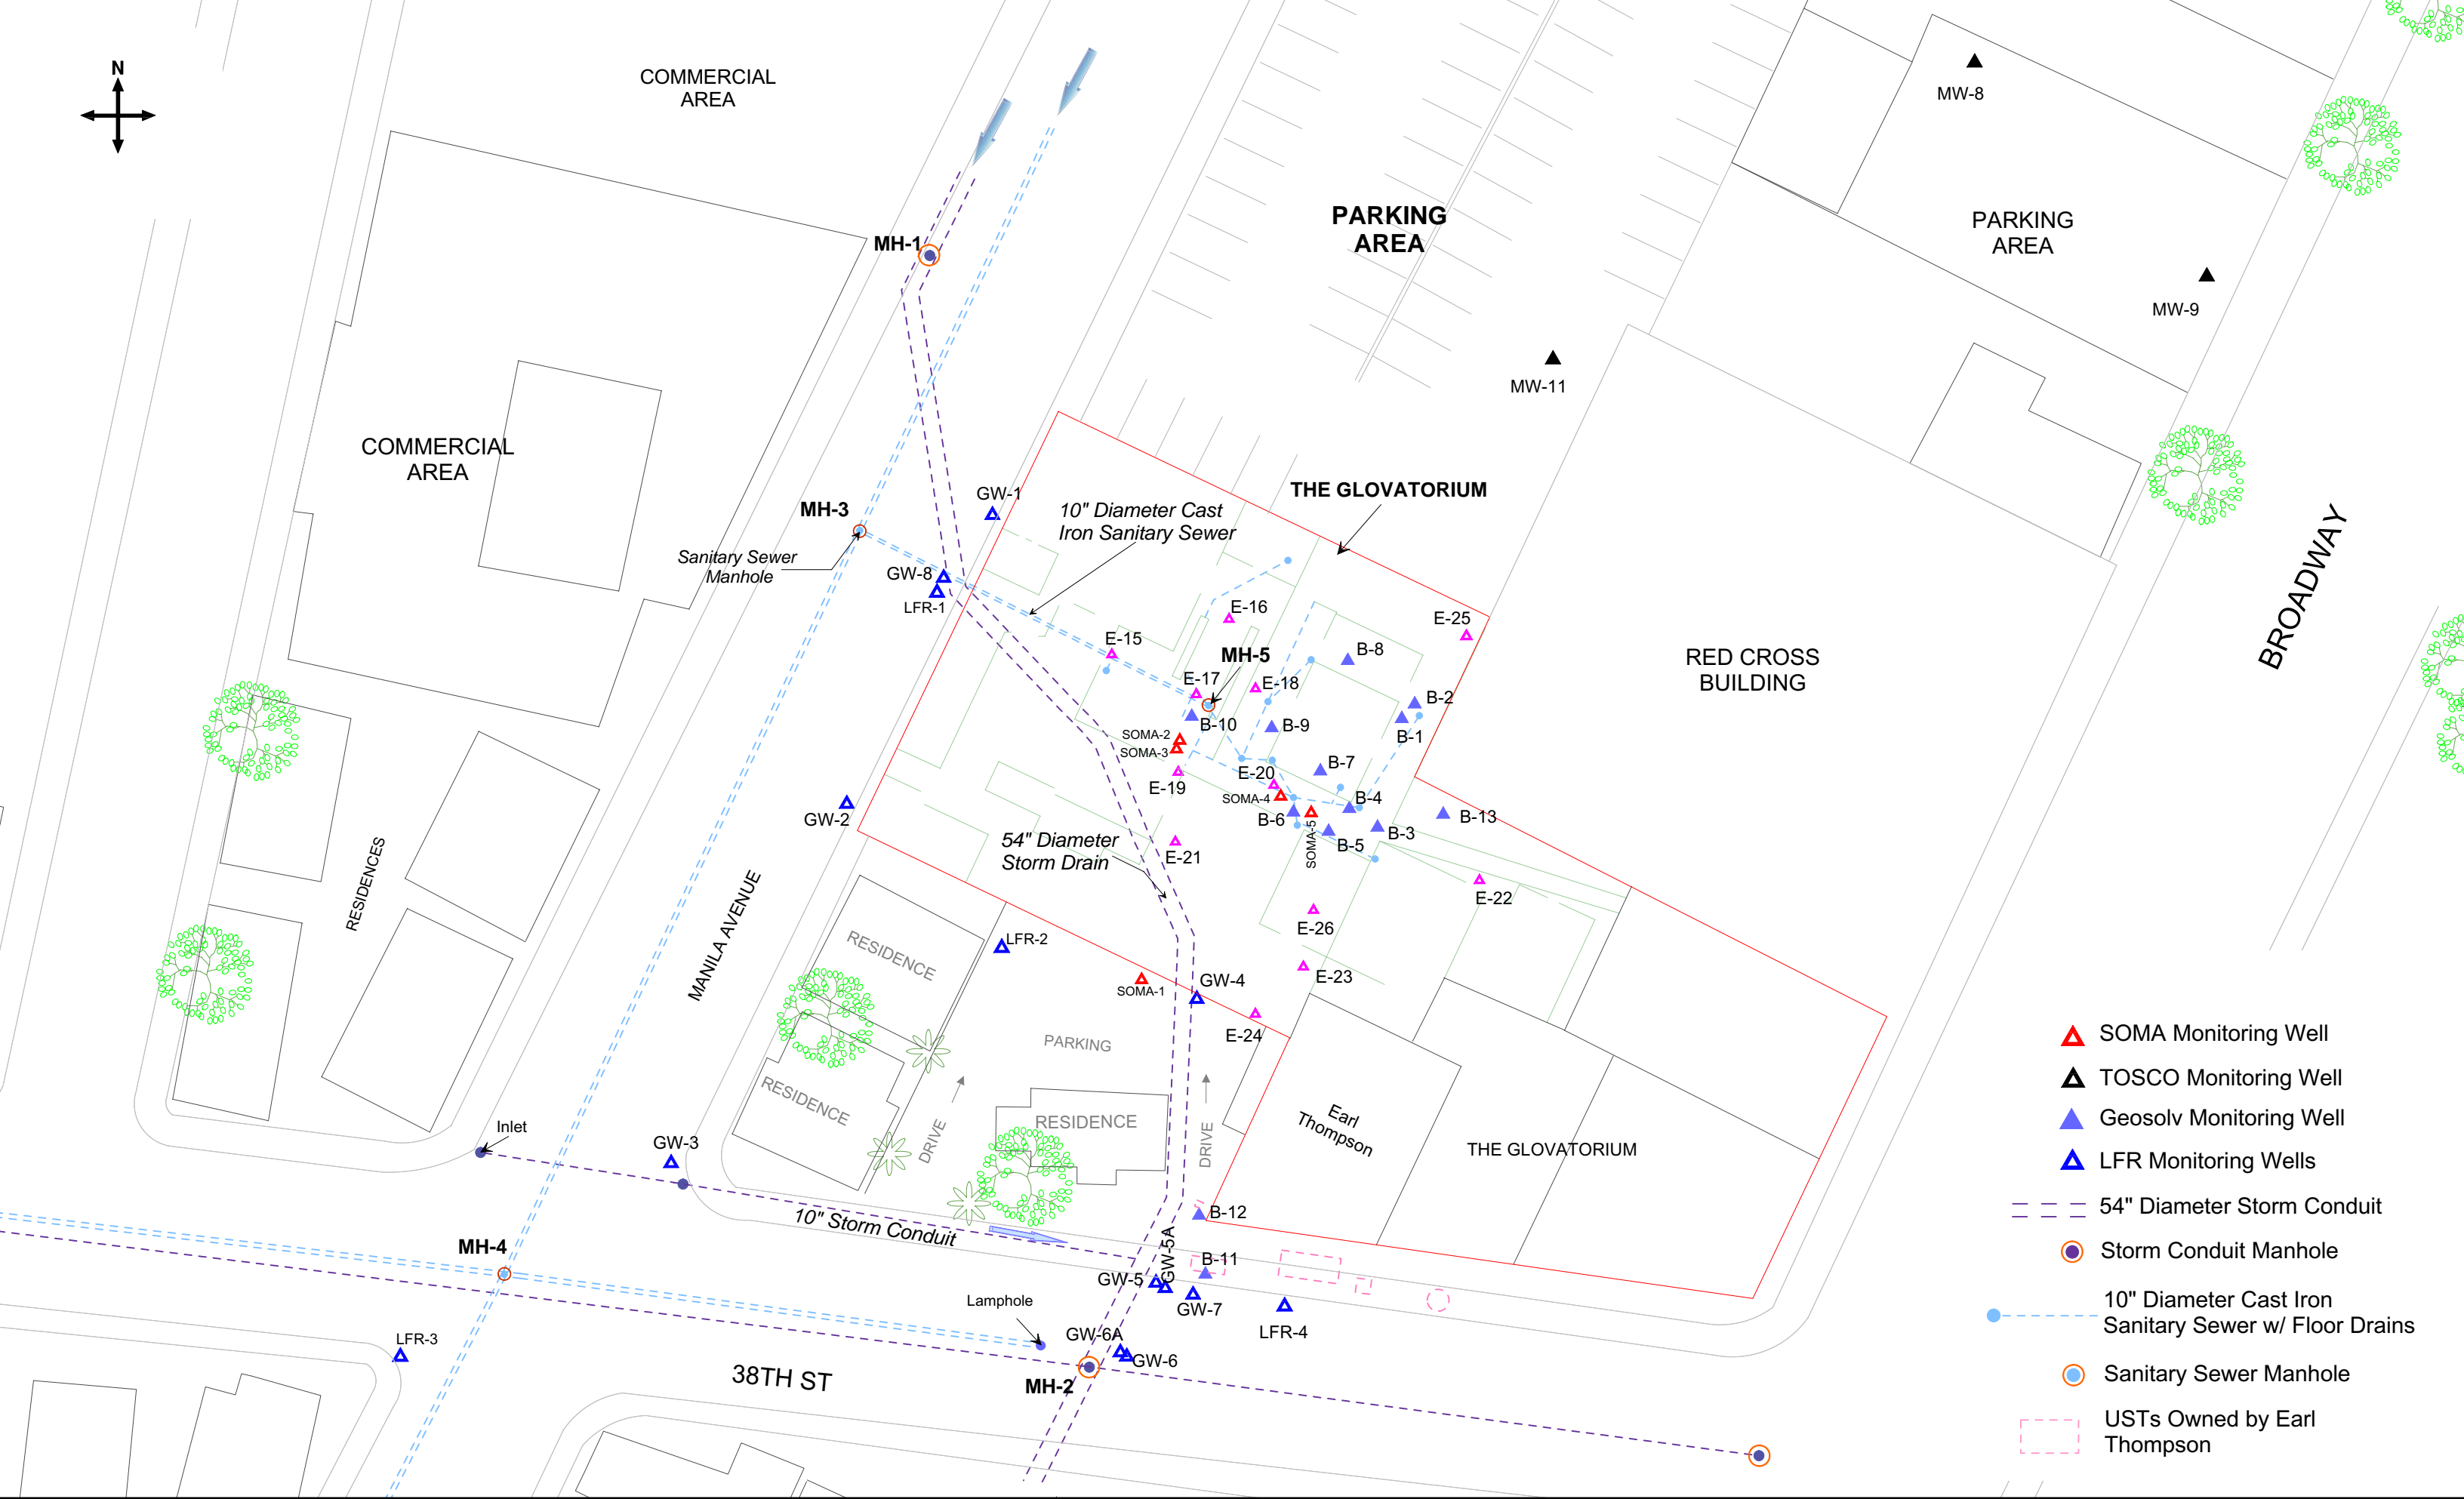 N
COMMERCIAL
AREA
MW-8
PARKING
AREA
PARKING
AREA
MH-1
MW-9
MW-11
COMMERCIAL
AREA
THE GLOVATORIUM
GW-1
MH-3
10" Diameter Cast
Iron Sanitary Sewer
Sanitary Sewer
Manhole
GW-8
LFR-1
BROADWAY
E-16
E-25
E-15
B-8
MH-5
RED CROSS
BUILDING
E-17
E-18
B-2
B-10
B-9
B-1
SOMA-2
SOMA-3
B-7
E-20
E-19
SOMA-4
B-4
GW-2
B-6
B-13
B-3
SOMA-5
B-5
54" Diameter
Storm Drain
E-21
RESIDENCES
E-22
MANILA AVENUE
E-26
RESIDENCE
LFR-2
E-23
SOMA-1
GW-4
E-24
PARKING
RESIDENCE
RESIDENCE
Earl
Thompson
THE GLOVATORIUM
DRIVE
DRIVE
Inlet
GW-3
B-12
10" Storm Conduit
MH-4
GW-5A
B-11
GW-5
GW-7
Lamphole
LFR-4
LFR-3
GW-6A
GW-6
MH-2
38TH ST
SOMA Monitoring Well
TOSCO Monitoring Well
Geosolv Monitoring Well
LFR Monitoring Wells
54" Diameter Storm Conduit
Storm Conduit Manhole
10" Diameter Cast Iron
Sanitary Sewer w/ Floor Drains
Sanitary Sewer Manhole
USTs Owned by Earl
Thompson